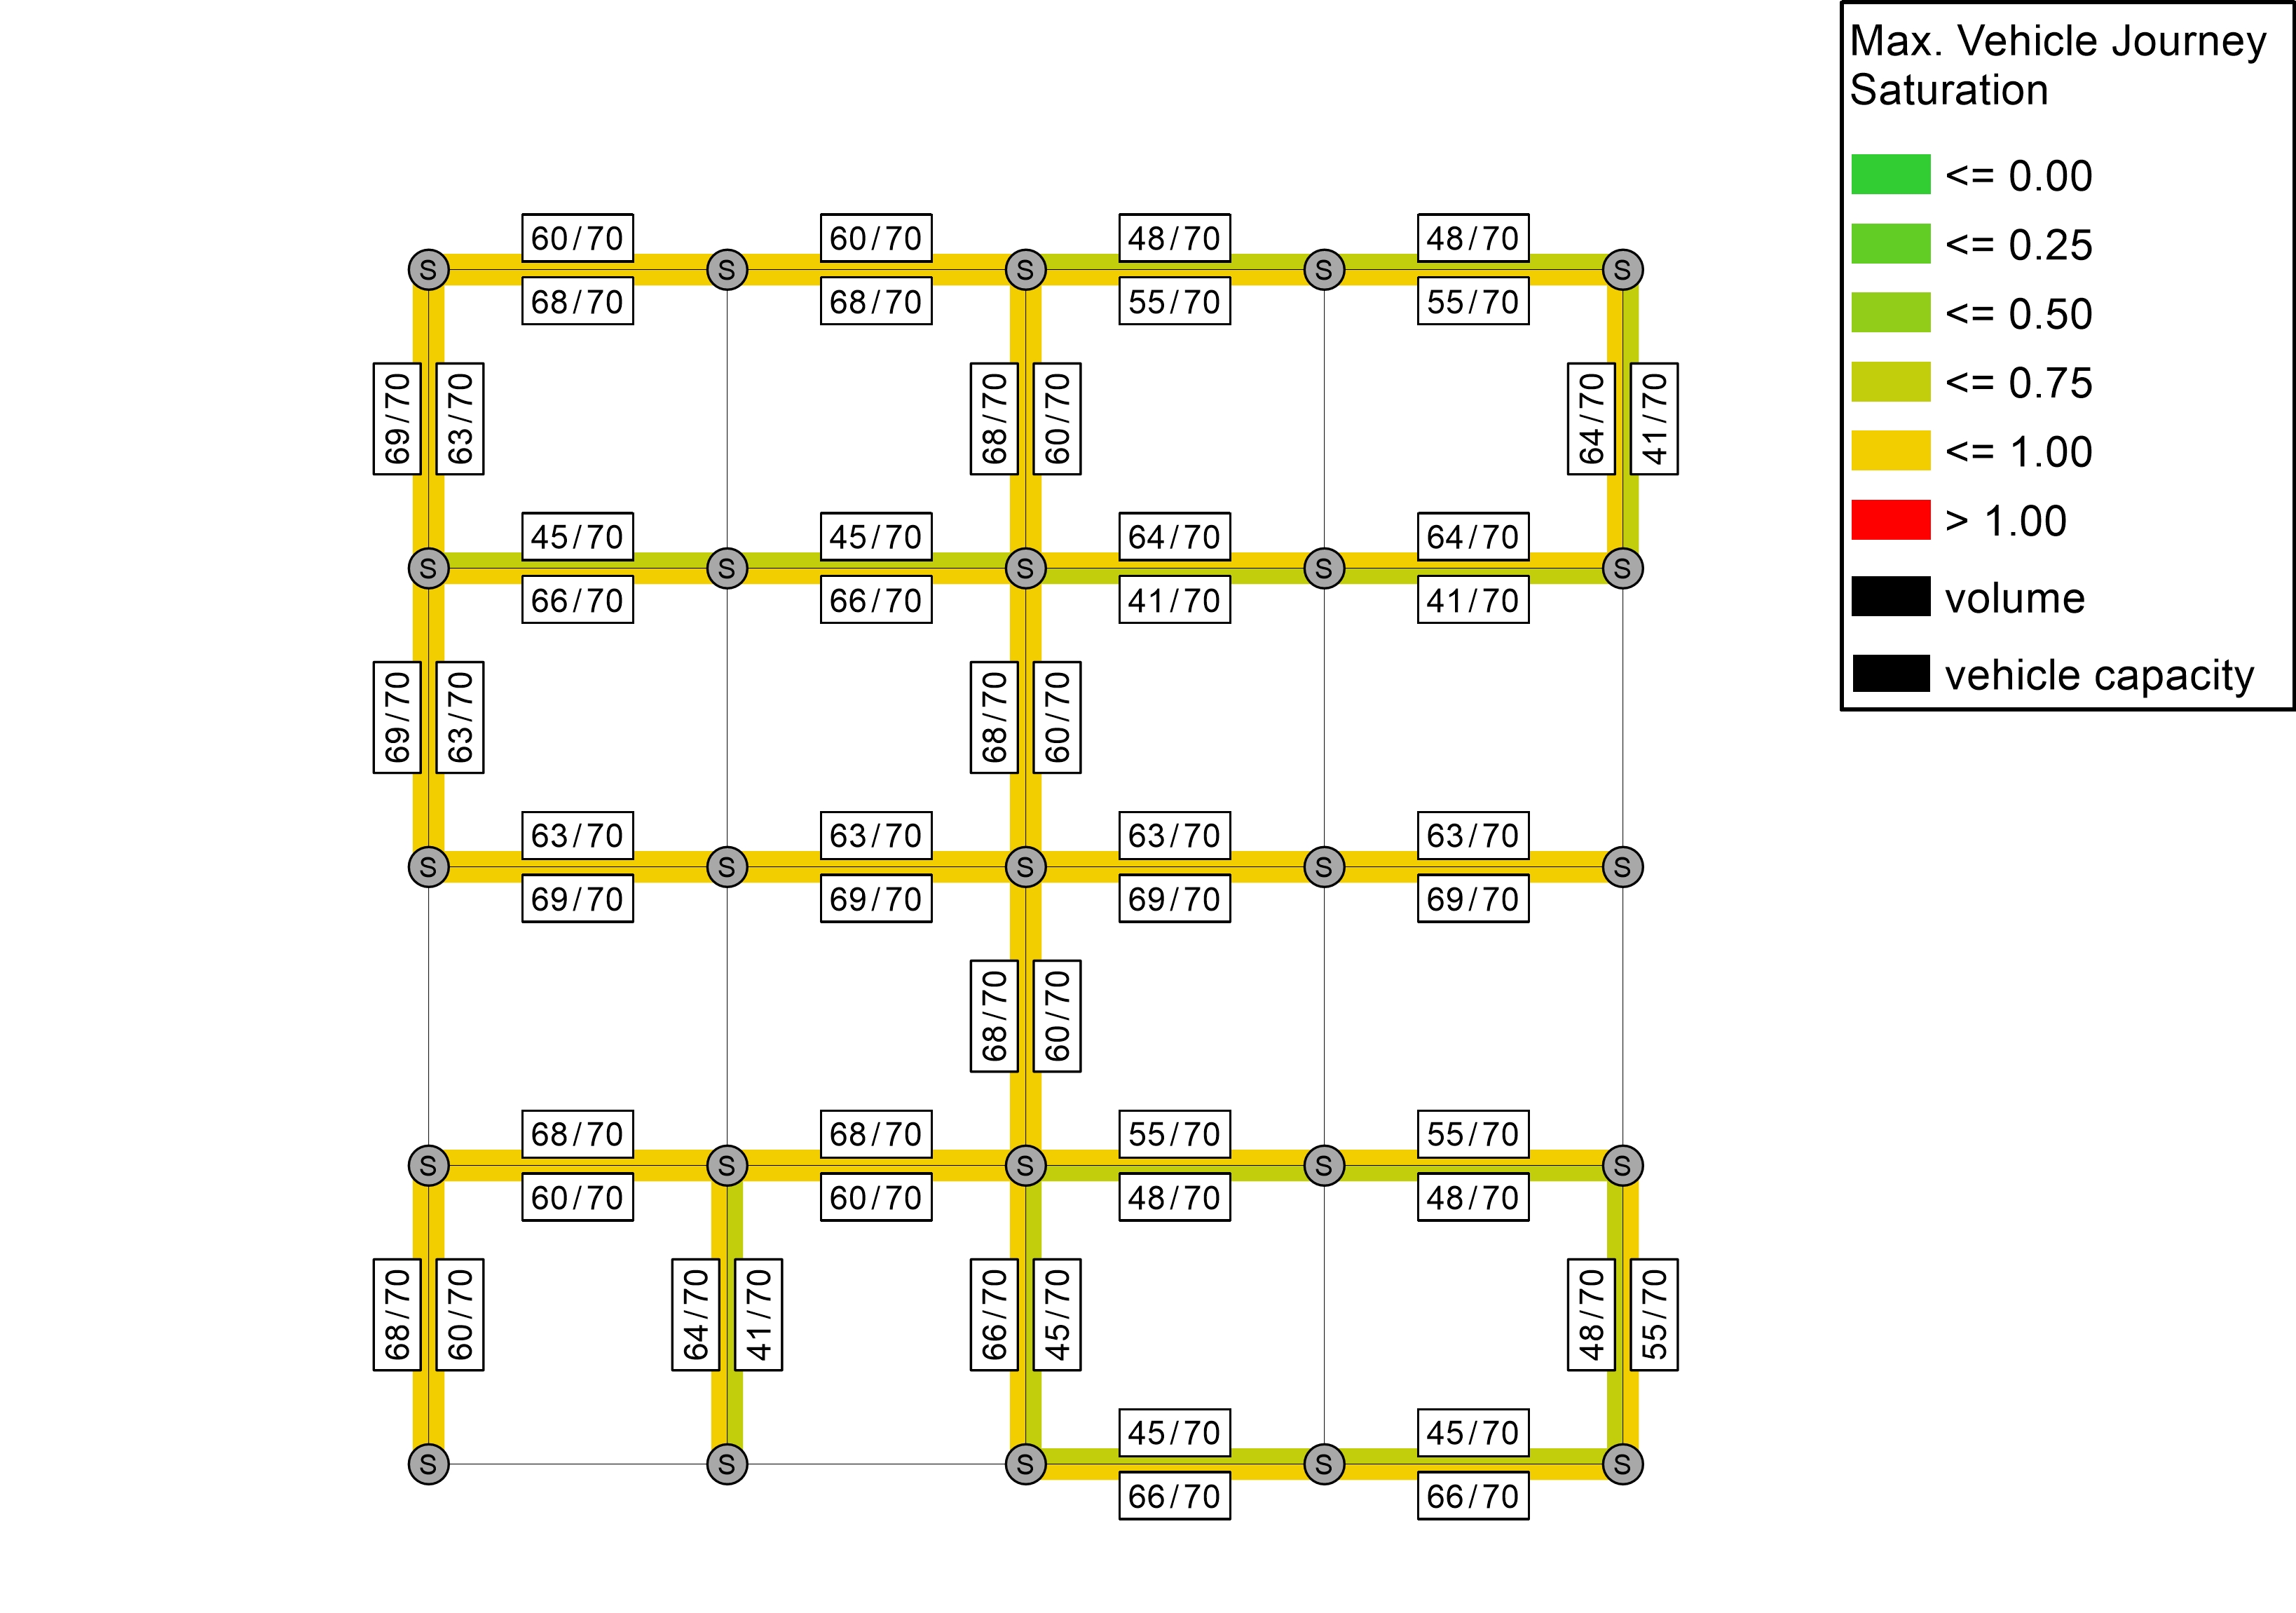 Max. Vehicle Journey
Saturation
<= 0.00
<= 0.25
<= 0.50
<= 0.75
<= 1.00
> 1.00
volume
vehicle capacity
60/70 60/70 48/70 48/70
S S S S S
68/70 68/70 55/70 55/70
69/70 63/70 68/70 60/70 64/70 41/70
45/70 45/70 64/70 64/70
S S S S S
66/70 66/70 41/70 41/70
69/70 63/70 68/70 60/70
63/70 63/70 63/70 63/70
S S S S S
69/70 69/70 69/70 69/70
68/70 60/70
68/70 68/70 55/70 55/70
S S S S S
60/70 60/70 48/70 48/70
68/70 60/70 64/70 41/70 66/70 45/70 48/70 55/70
45/70 45/70
S S S S S
66/70 66/70